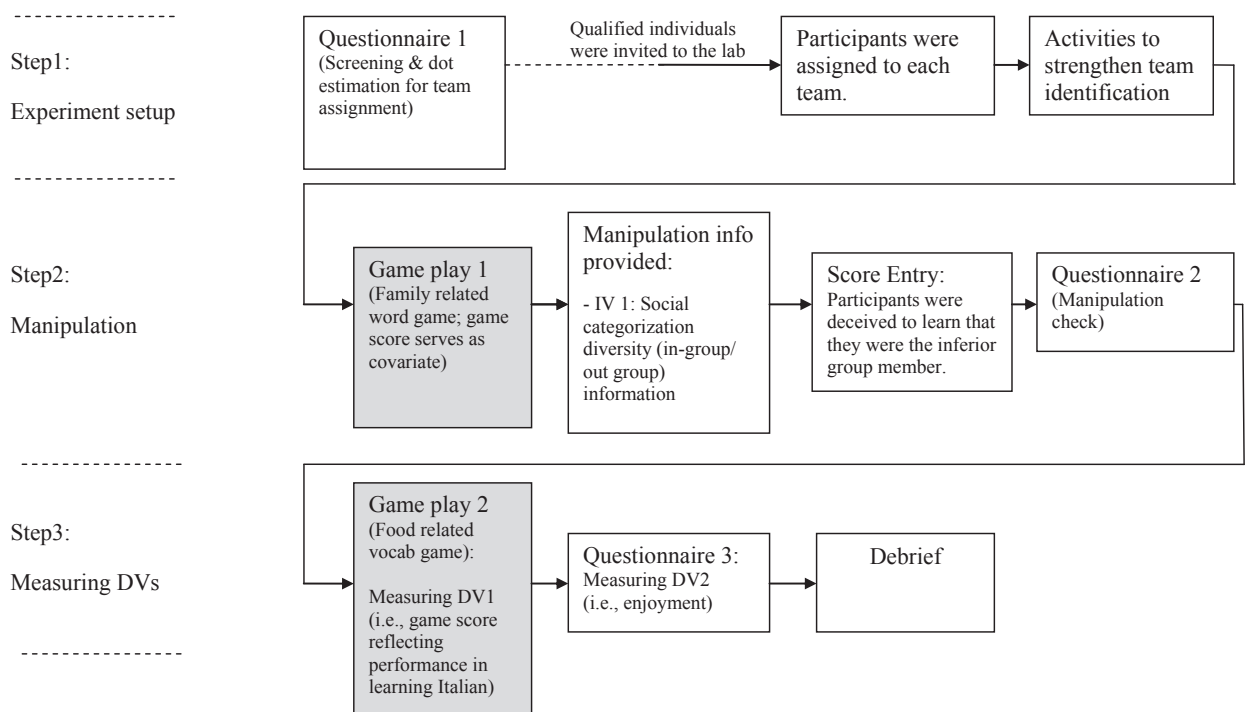 Step1:
Experiment setup
Questionnaire 1
(Screening & dot
estimation for team
assignment)
Qualified individuals
were invited to the lab
Participants were
assigned to each
team.
Activities to
strengthen team
identification
Step2:
Manipulation
Game play 1
(Family related
word game; game
score serves as
covariate)
Manipulation info
provided:
- IV 1: Social
categorization
diversity (in-group/
out group)
information
Score Entry:
Participants were
deceived to learn that
they were the inferior
group member.
Questionnaire 2
(Manipulation
check)
Step3:
Measuring DVs
Game play 2
(Food related
vocab game):
Measuring DV1
(i.e., game score
reflecting
performance in
learning Italian)
Questionnaire 3:
Measuring DV2
(i.e., enjoyment)
Debrief